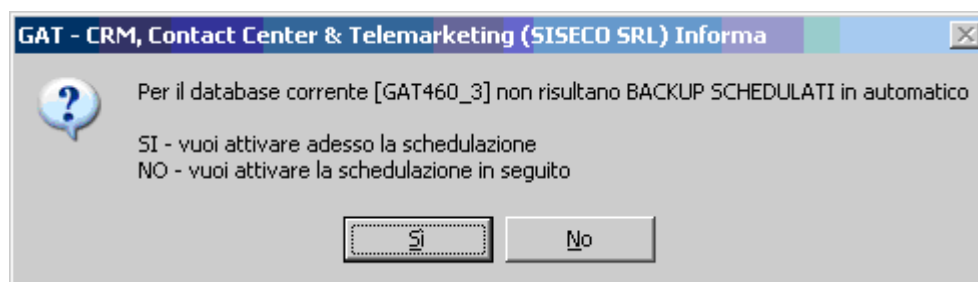 GAT - CRM, Contact Center & Telemarketing (SISECO SRL) Informa
Per il database corrente [GAT460_3] non risultano BACKUP SCHEDULATI in automatico
SI - vuoi attivare adesso la schedulazione
NO - vuoi attivare la schedulazione in seguito
Sì
No